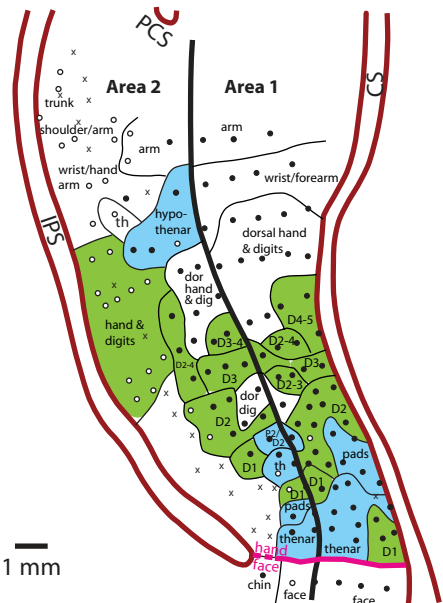 PCS
CS
Area 2
Area 1
trunk
shoulder/arm
arm
arm
wrist/hand
arm
wrist/forearm
th
hypo-
thenar
IPS
dorsal hand
& digits
dor
hand
& dig
hand &
digits
D4-5
D3-4
D2-4
D2-4
D3
D3
D2-3
dor
dig
D2
D2
P2/
D2
pads
D1
th
D1
D1
pads
thenar
thenar
D1
hand
face
chin
face
face
1 mm